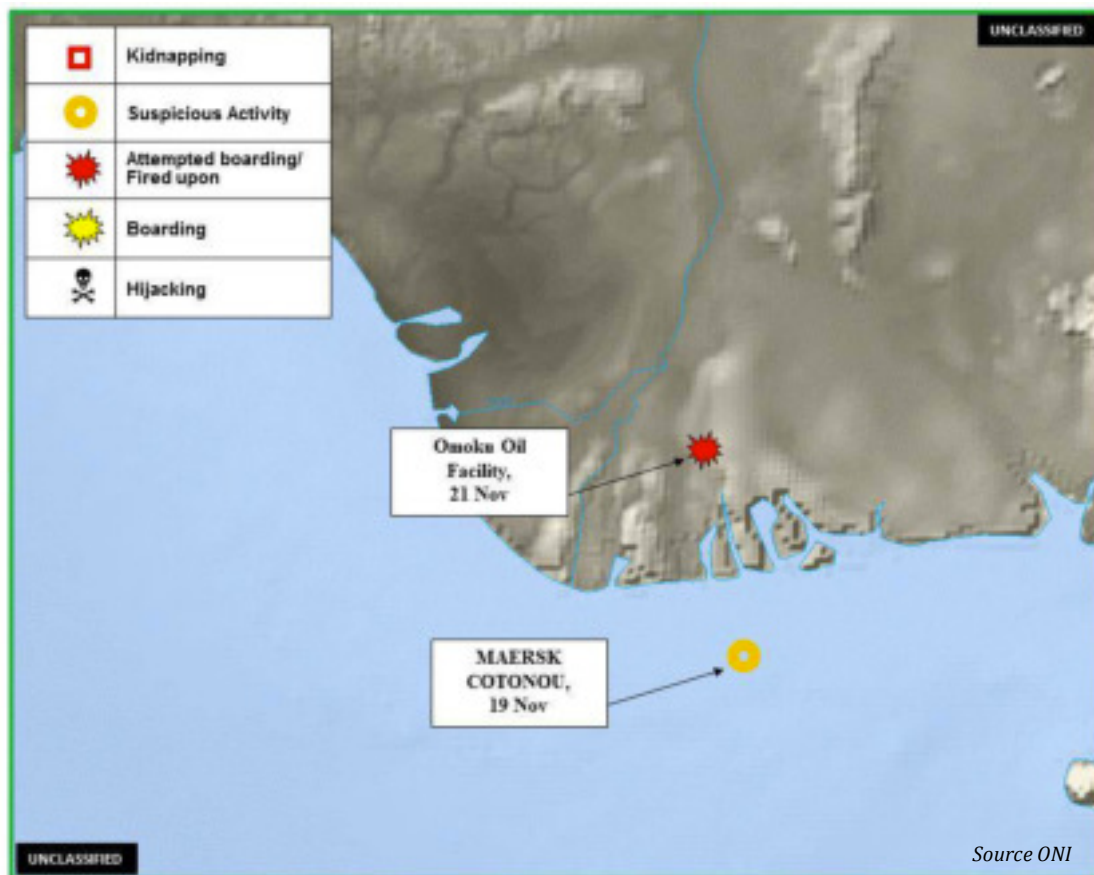 UNCLASSIFIED
Kidnapping
Suspicious Activity
Attempted boarding/
Fired upon
Boarding
Hijacking
Omoku Oil
Facility,
21 Nov
MAERSK
COTONOU,
19 Nov
UNCLASSIFIED
Source ONI